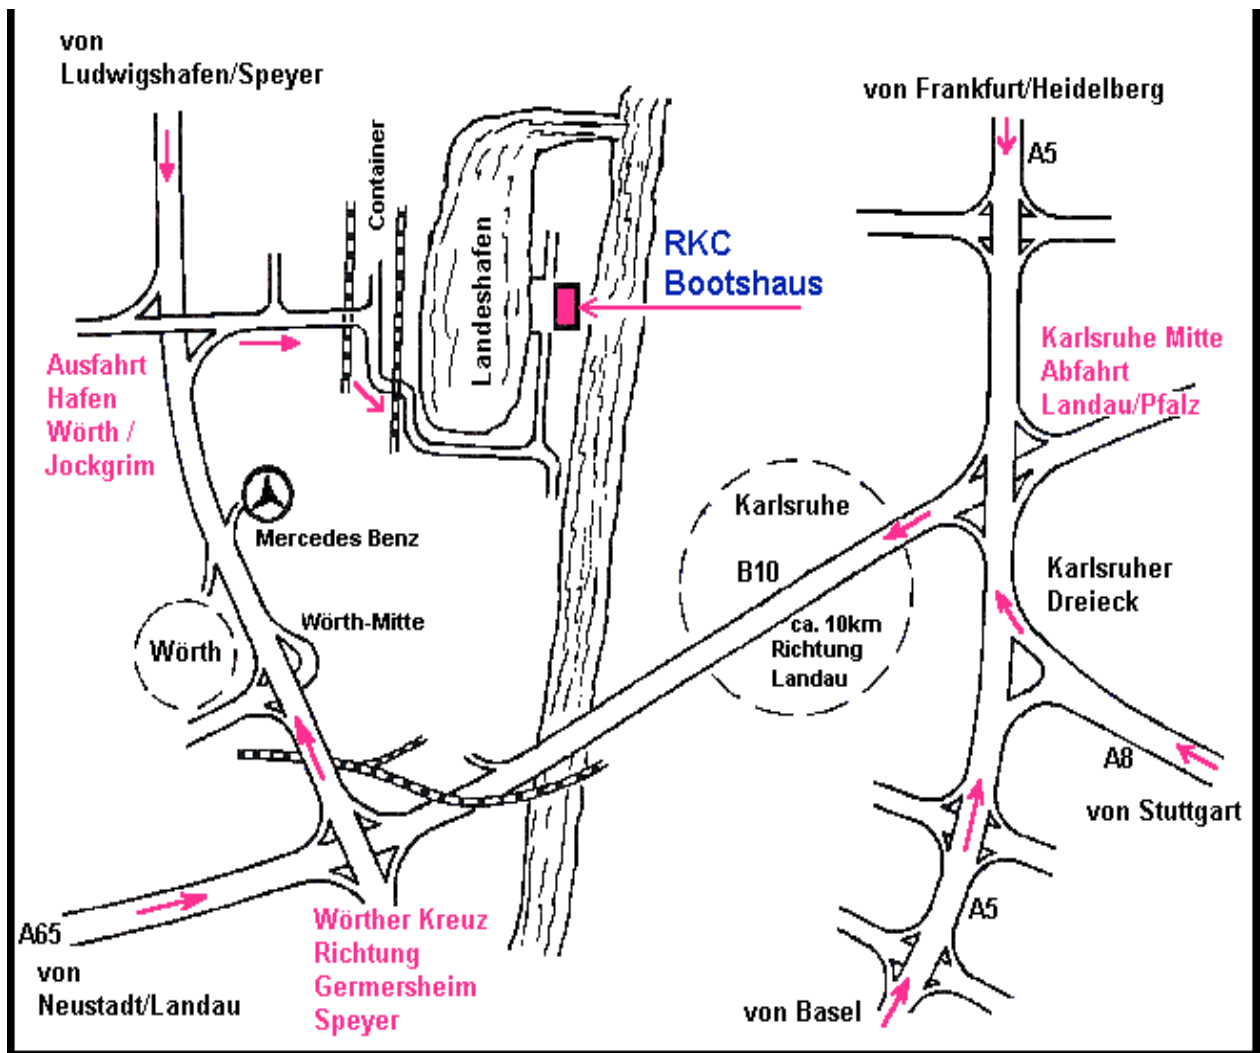 von
Ludwigshafen/Speyer
von Frankfurt/Heidelberg
A5
Container
Landeshafen
RKC
Bootshaus
Ausfahrt
Hafen
Wörth /
Jockgrim
Karlsruhe Mitte
Abfahrt
Landau/Pfalz
Mercedes Benz
Karlsruhe
B10
ca. 10km
Richtung
Landau
Karlsruher
Dreieck
Wörth-Mitte
Wörth
A8
von Stuttgart
A5
A65
von
Neustadt/Landau
Wörther Kreuz
Richtung
Germersheim
Speyer
von Basel